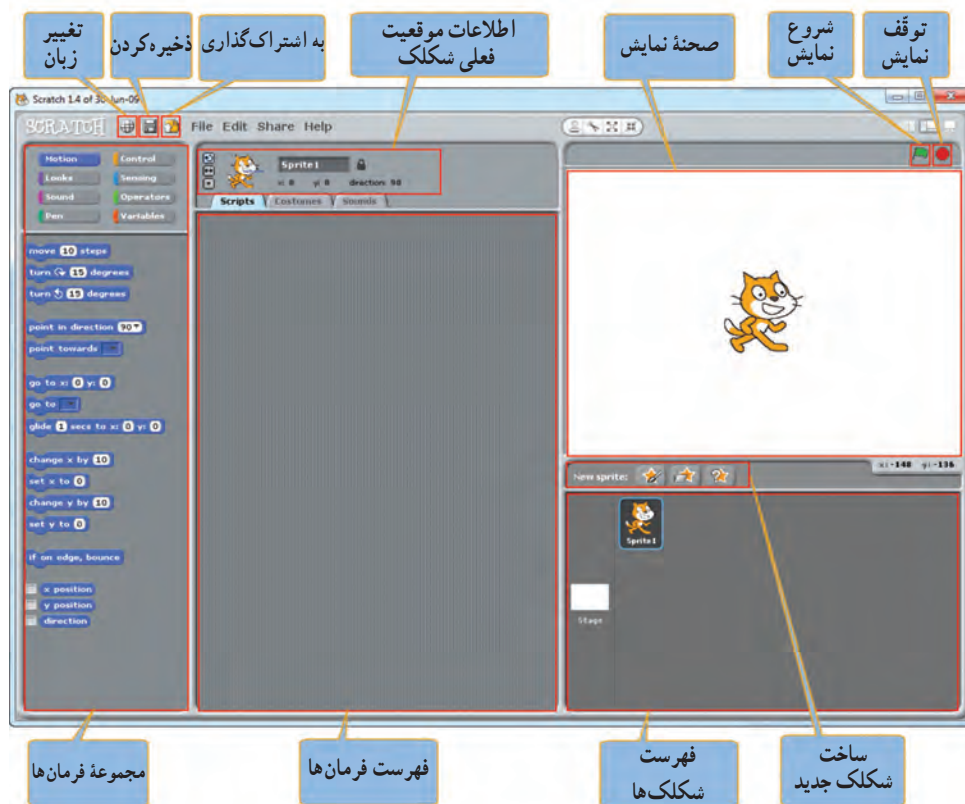 تغییر
زبان
ذخیره‌کردن
به اشتراک‌گذاری
اطلاعات موقعیت
فعلی شکلک
صحنهٔ نمایش
شروع
نمایش
توقّف
نمایش
Scratch 1.4 of 30-Jun-09
SCRATCH
File Edit Share Help
Motion Control
Looks Sensing
Sound Operators
Pen Variables
move 10 steps
turn 15 degrees
turn 15 degrees
point in direction 90
point towards
go to x: 0 y: 0
go to
glide 1 secs to x: 0 y: 0
change x by 10
set x to 0
change y by 10
set y to 0
if on edge, bounce
x position
y position
direction
Sprite1
x: 0 y: 0 direction: 90
Scripts Costumes Sounds
x: -148 y: -136
New sprite:
Sprite1
Stage
مجموعهٔ فرمان‌ها
فهرست فرمان‌ها
فهرست
شکلک‌ها
ساخت
شکلک جدید